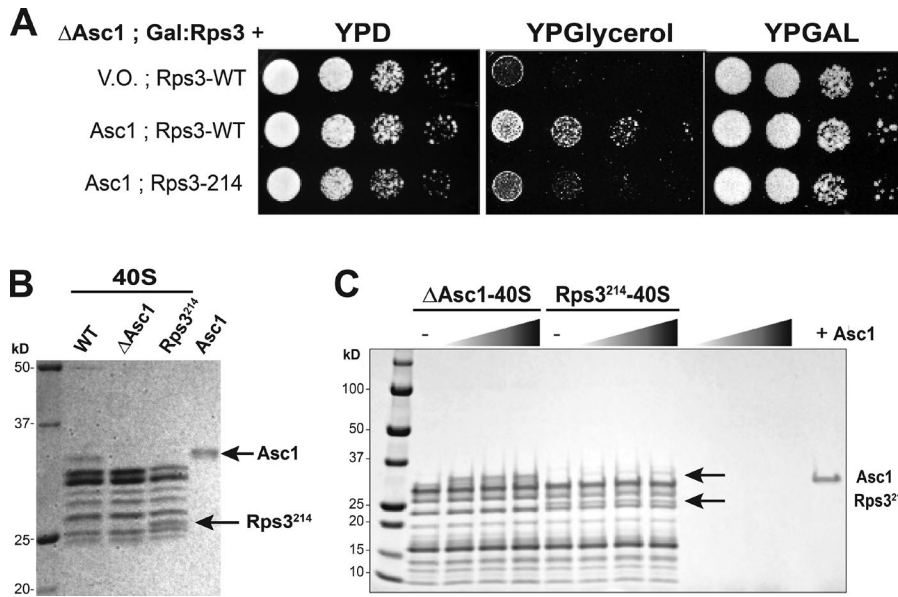 A
ΔAsc1 ; Gal:Rps3 +
YPD
YPGlycerol
YPGAL
V.O. ; Rps3-WT
Asc1 ; Rps3-WT
Asc1 ; Rps3-214
B
40S
WT
ΔAsc1
Rps3²¹⁴
Asc1
kD
50-
37-
25-
20-
Asc1
Rps3²¹⁴
C
ΔAsc1-40S
Rps3²¹⁴-40S
-
-
+ Asc1
kD
100-
50-
37-
25-
20-
15-
10-
Asc1
Rps3²¹